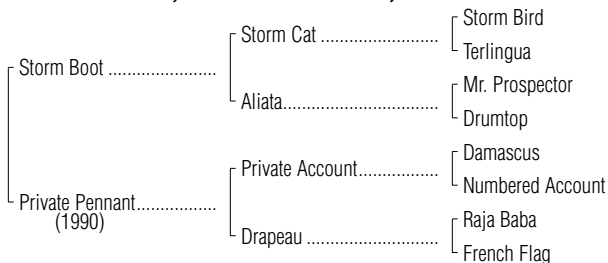 Storm Bird
Storm Cat ........................
Terlingua
Storm Boot ......................
Mr. Prospector
Aliata................................
Drumtop
Damascus
Private Account................
Numbered Account
Private Pennant................
(1990)
Raja Baba
Drapeau ...........................
French Flag